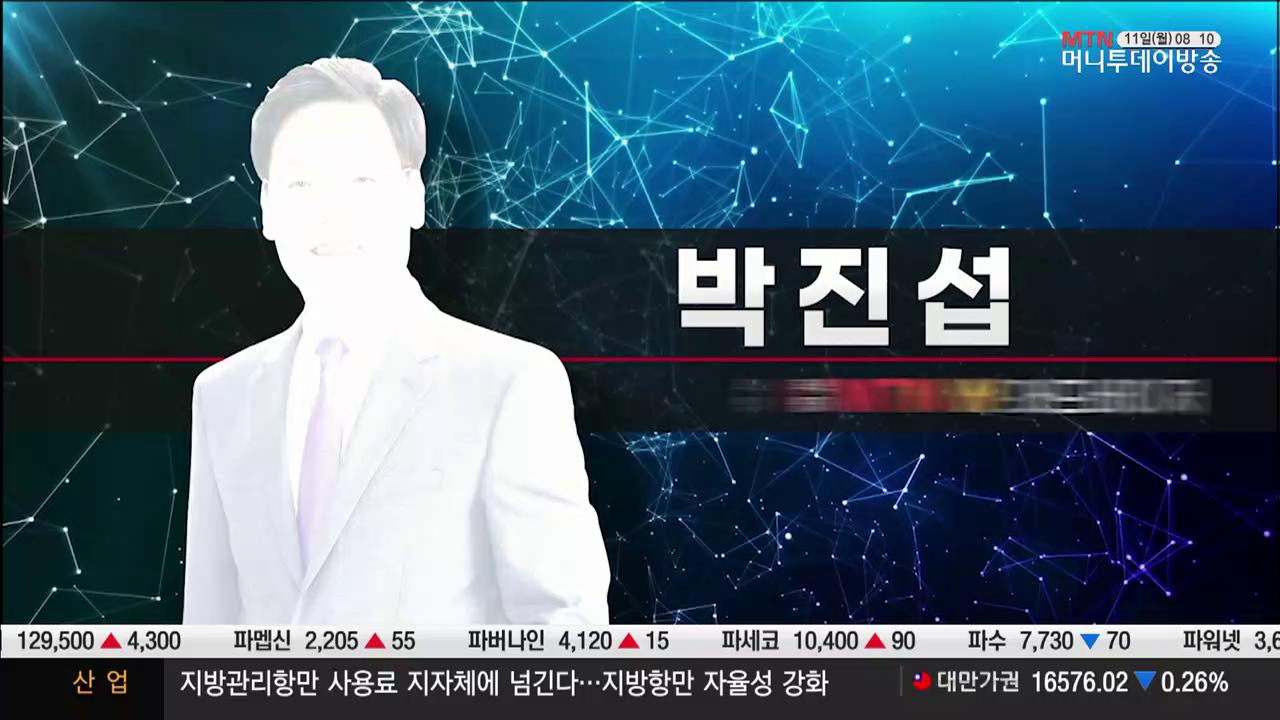 MTN 11일(월) 08 10
머니투데이방송
박진섭
129,500 ▲ 4,300 파멥신 2,205 ▲ 55 파버나인 4,120 ▲ 15 파세코 10,400 ▲ 90 파수 7,730 ▼ 70 파워넷
산업 지방관리항만 사용료 지자체에 넘긴다…지방항만 자율성 강화 대만가권 16576.02 ▼ 0.26%